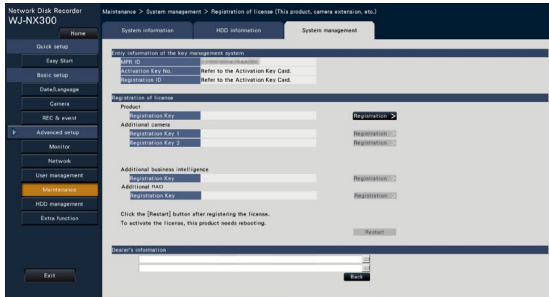 Network Disk Recorder
WJ-NX300
Home
Quick setup
Easy Start
Basic setup
Date/Language
Camera
REC & event
Advanced setup
Monitor
Network
User management
Maintenance
HDD management
Extra function
Exit
Maintenance > System management > Registration of license (This product, camera extension, etc.)
System information
HDD information
System management
Entry information of the key management system
MPR ID
Activation Key No. Refer to the Activation Key Card.
Registration ID Refer to the Activation Key Card.
Registration of license
Product
Registration Key Registration >
Additional camera
Registration Key 1 Registration
Registration Key 2 Registration
Additional business intelligence
Registration Key Registration
Additional RAID
Registration Key Registration
Click the [Restart] button after registering the license.
To activate the license, this product needs rebooting.
Restart
Dearer's information
Back